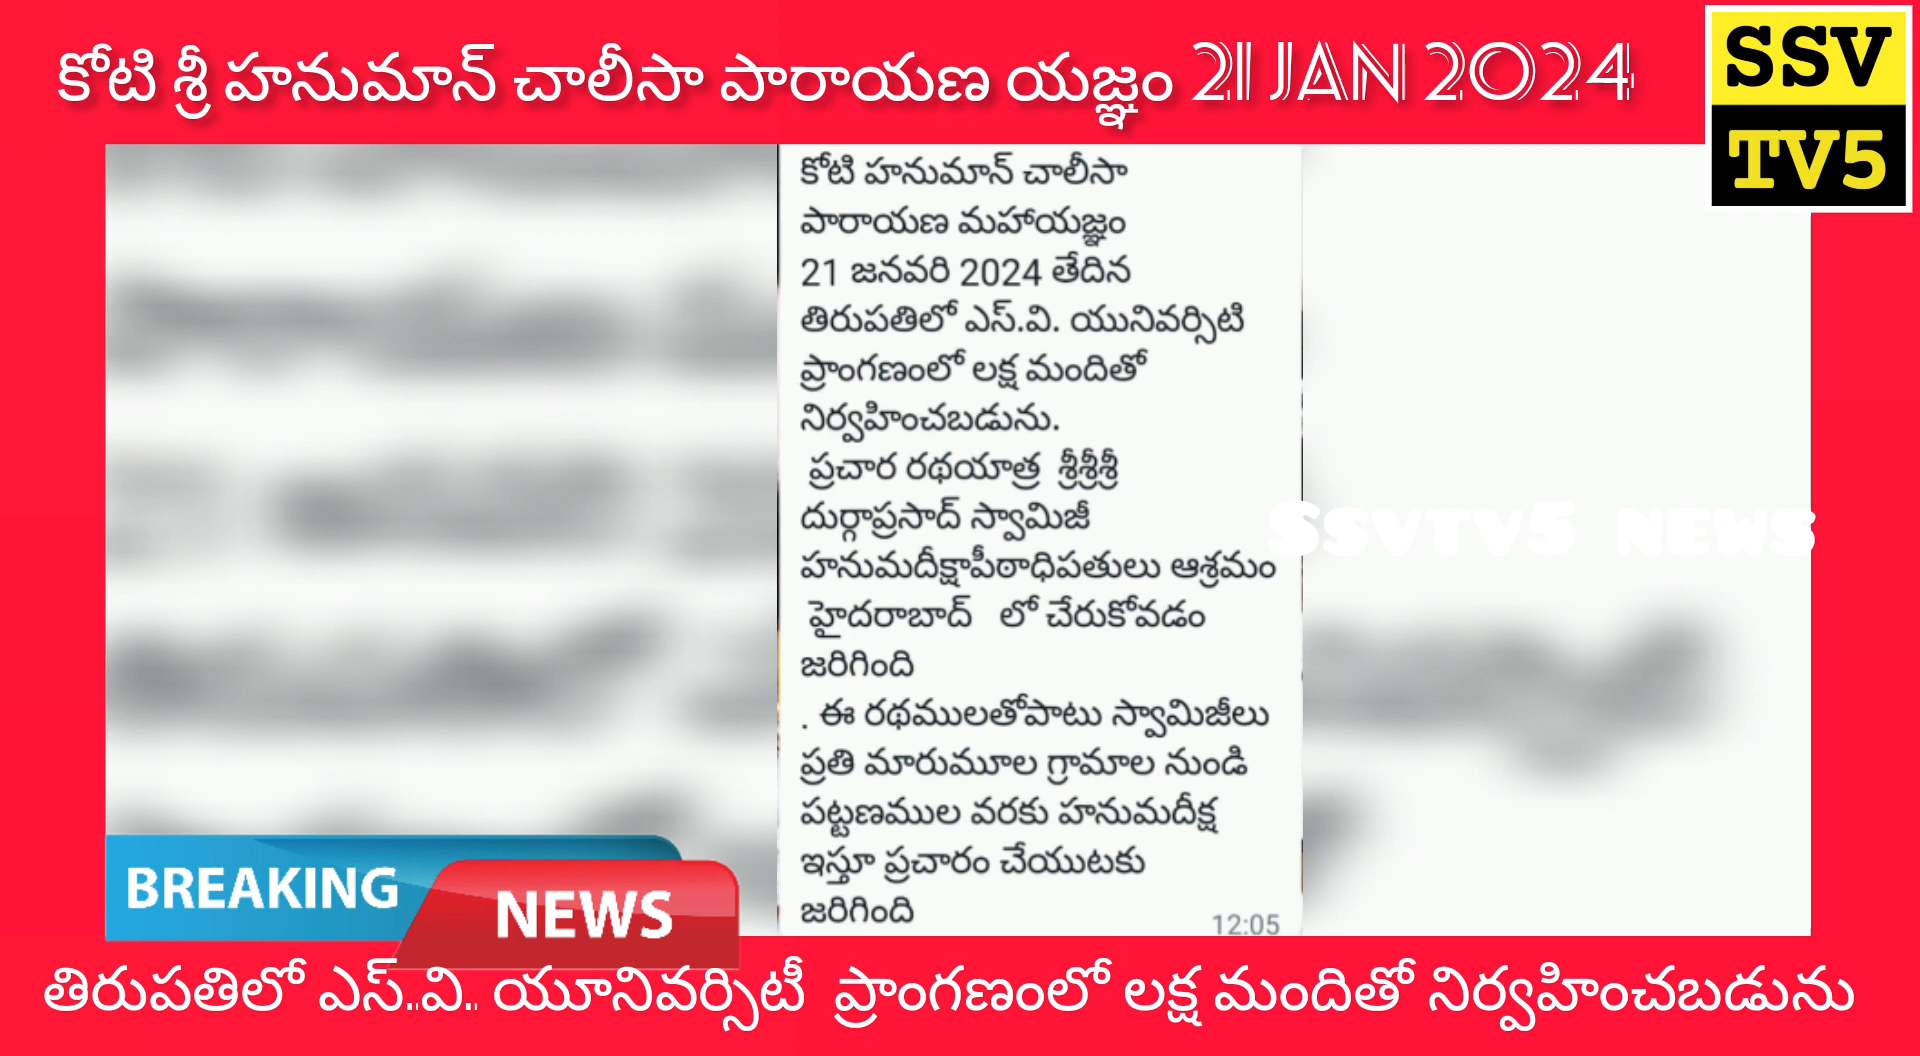 కోటి శ్రీ హనుమాన్ చాలీసా పారాయణ యజ్ఞం 21 JAN 2024
SSV
TV5
కోటి హనుమాన్ చాలీసా
పారాయణ మహాయజ్ఞం
21 జనవరి 2024 తేదిన
తిరుపతిలో ఎస్.వి. యునివర్సిటి
ప్రాంగణంలో లక్ష మందితో
నిర్వహించబడును.
ప్రచార రథయాత్ర శ్రీశ్రీశ్రీ
దుర్గాప్రసాద్ స్వామిజీ
హనుమదీక్షాపీఠాధిపతులు ఆశ్రమం
హైదరాబాద్ లో చేరుకోవడం
జరిగింది
. ఈ రథములతోపాటు స్వామిజీలు
ప్రతి మారుమూల గ్రామాల నుండి
పట్టణముల వరకు హనుమదీక్ష
ఇస్తూ ప్రచారం చేయుటకు
జరిగింది
12:05
SSVTV5 NEWS
BREAKING
NEWS
తిరుపతిలో ఎస్..వి.. యూనివర్సిటీ ప్రాంగణంలో లక్ష మందితో నిర్వహించబడును